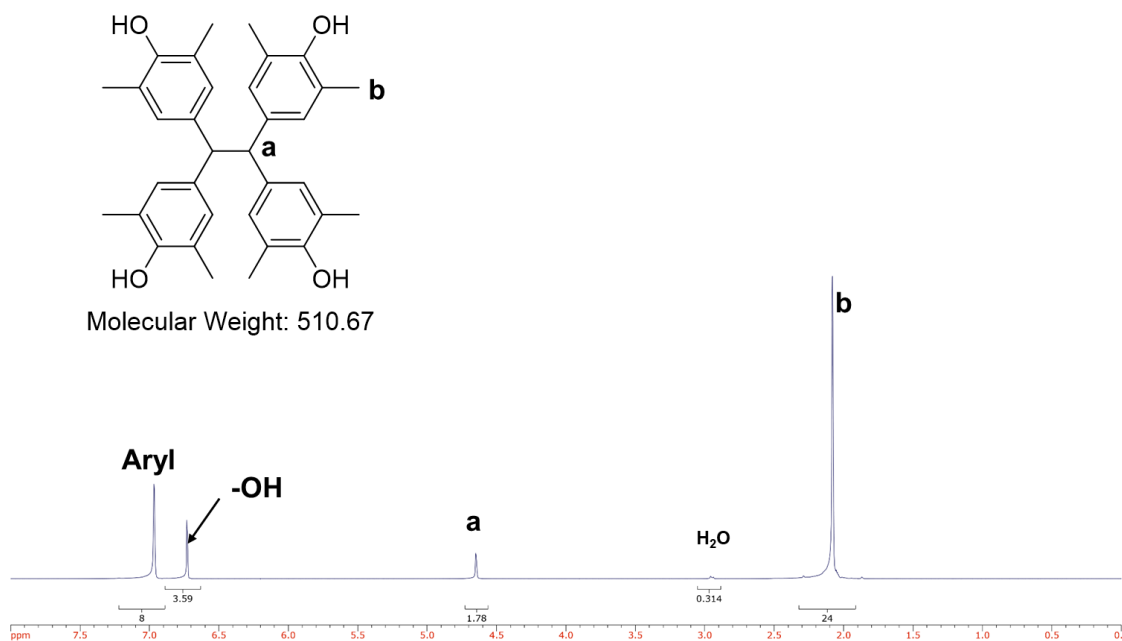 HO
OH
b
a
HO
OH
Molecular Weight: 510.67
b
Aryl
-OH
a
H₂O
3.59
0.314
8
1.78
24
ppm 7.5 7.0 6.5 6.0 5.5 5.0 4.5 4.0 3.5 3.0 2.5 2.0 1.5 1.0 0.5